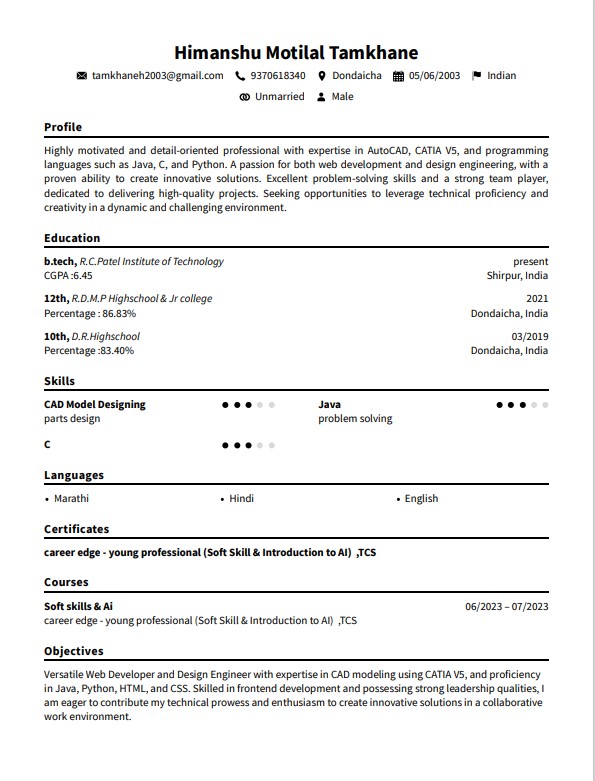 Himanshu Motilal Tamkhane
tamkhaneh2003@gmail.com 9370618340 Dondaicha 05/06/2003 Indian
Unmarried Male
Profile
Highly motivated and detail-oriented professional with expertise in AutoCAD, CATIA V5, and programming
languages such as Java, C, and Python. A passion for both web development and design engineering, with a
proven ability to create innovative solutions. Excellent problem-solving skills and a strong team player,
dedicated to delivering high-quality projects. Seeking opportunities to leverage technical proficiency and
creativity in a dynamic and challenging environment.
Education
b.tech, R.C.Patel Institute of Technology present
CGPA :6.45 Shirpur, India
12th, R.D.M.P Highschool & Jr college 2021
Percentage : 86.83% Dondaicha, India
10th, D.R.Highschool 03/2019
Percentage :83.40% Dondaicha, India
Skills
CAD Model Designing Java
parts design problem solving
C
Languages
• Marathi • Hindi • English
Certificates
career edge - young professional (Soft Skill & Introduction to AI) ,TCS
Courses
Soft skills & Ai 06/2023 – 07/2023
career edge - young professional (Soft Skill & Introduction to AI) ,TCS
Objectives
Versatile Web Developer and Design Engineer with expertise in CAD modeling using CATIA V5, and proficiency
in Java, Python, HTML, and CSS. Skilled in frontend development and possessing strong leadership qualities, I
am eager to contribute my technical prowess and enthusiasm to create innovative solutions in a collaborative
work environment.